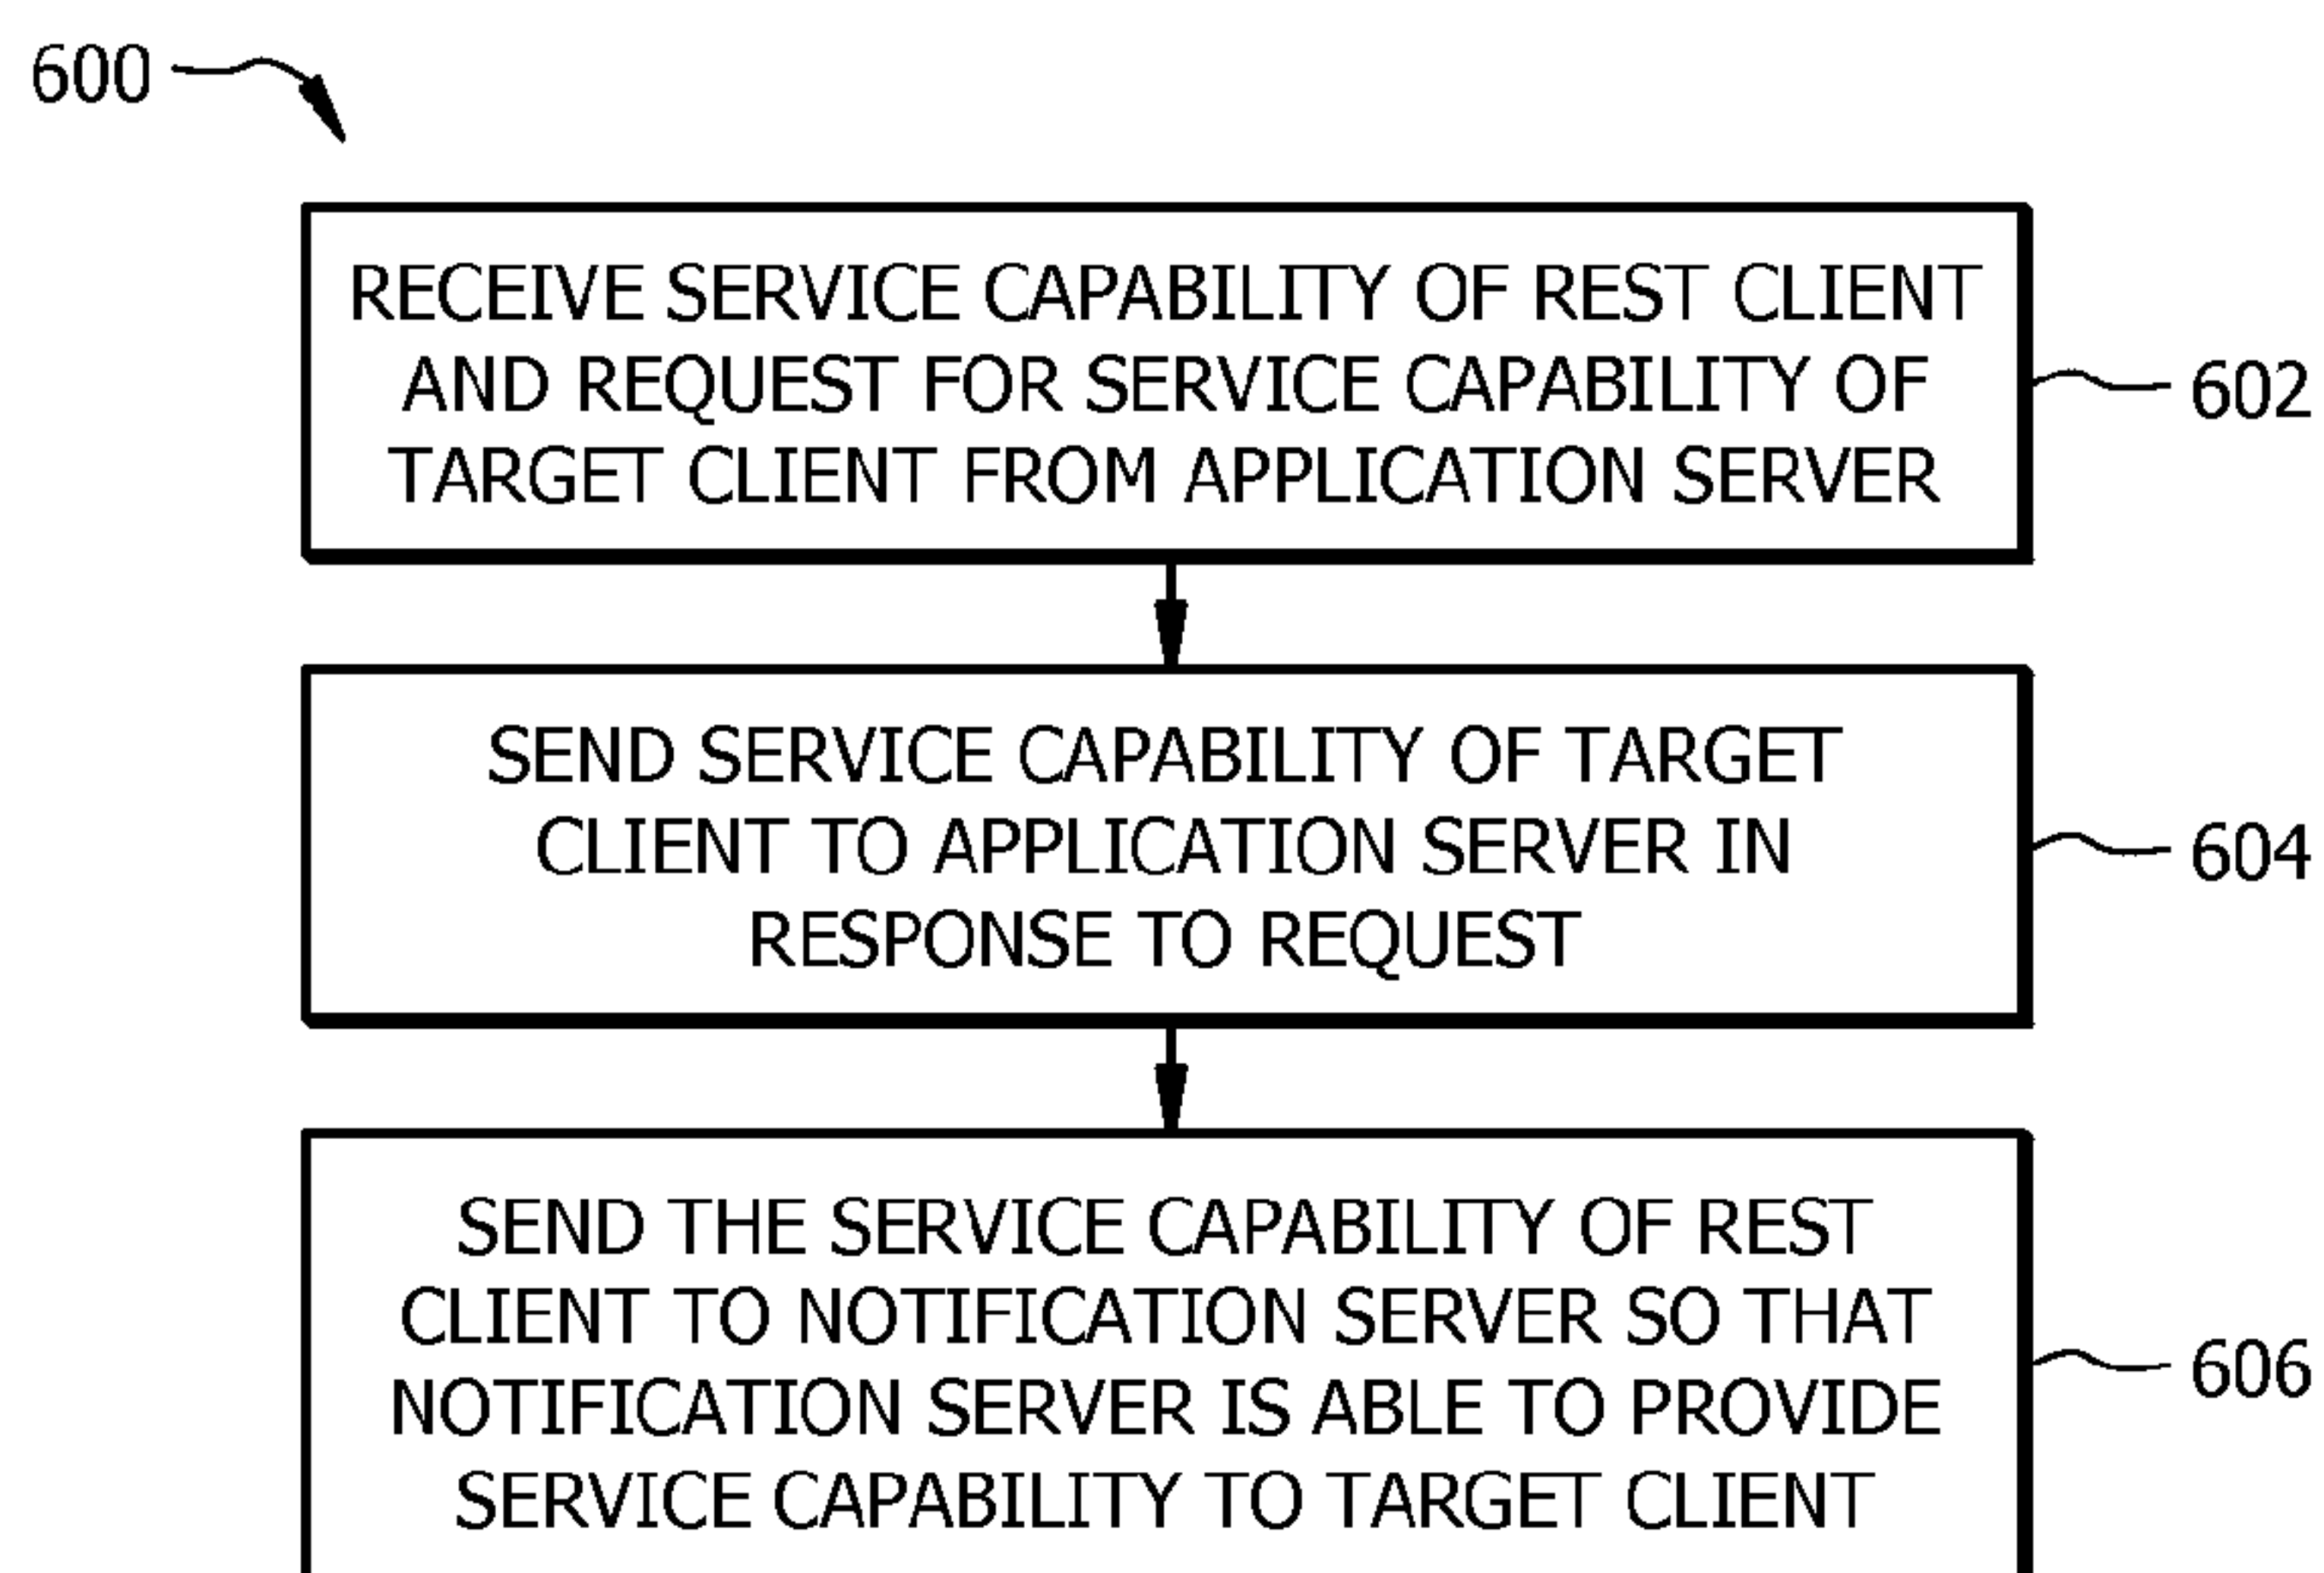 600
RECEIVE SERVICE CAPABILITY OF REST CLIENT
AND REQUEST FOR SERVICE CAPABILITY OF
TARGET CLIENT FROM APPLICATION SERVER
602
SEND SERVICE CAPABILITY OF TARGET
CLIENT TO APPLICATION SERVER IN
RESPONSE TO REQUEST
604
SEND THE SERVICE CAPABILITY OF REST
CLIENT TO NOTIFICATION SERVER SO THAT
NOTIFICATION SERVER IS ABLE TO PROVIDE
SERVICE CAPABILITY TO TARGET CLIENT
606